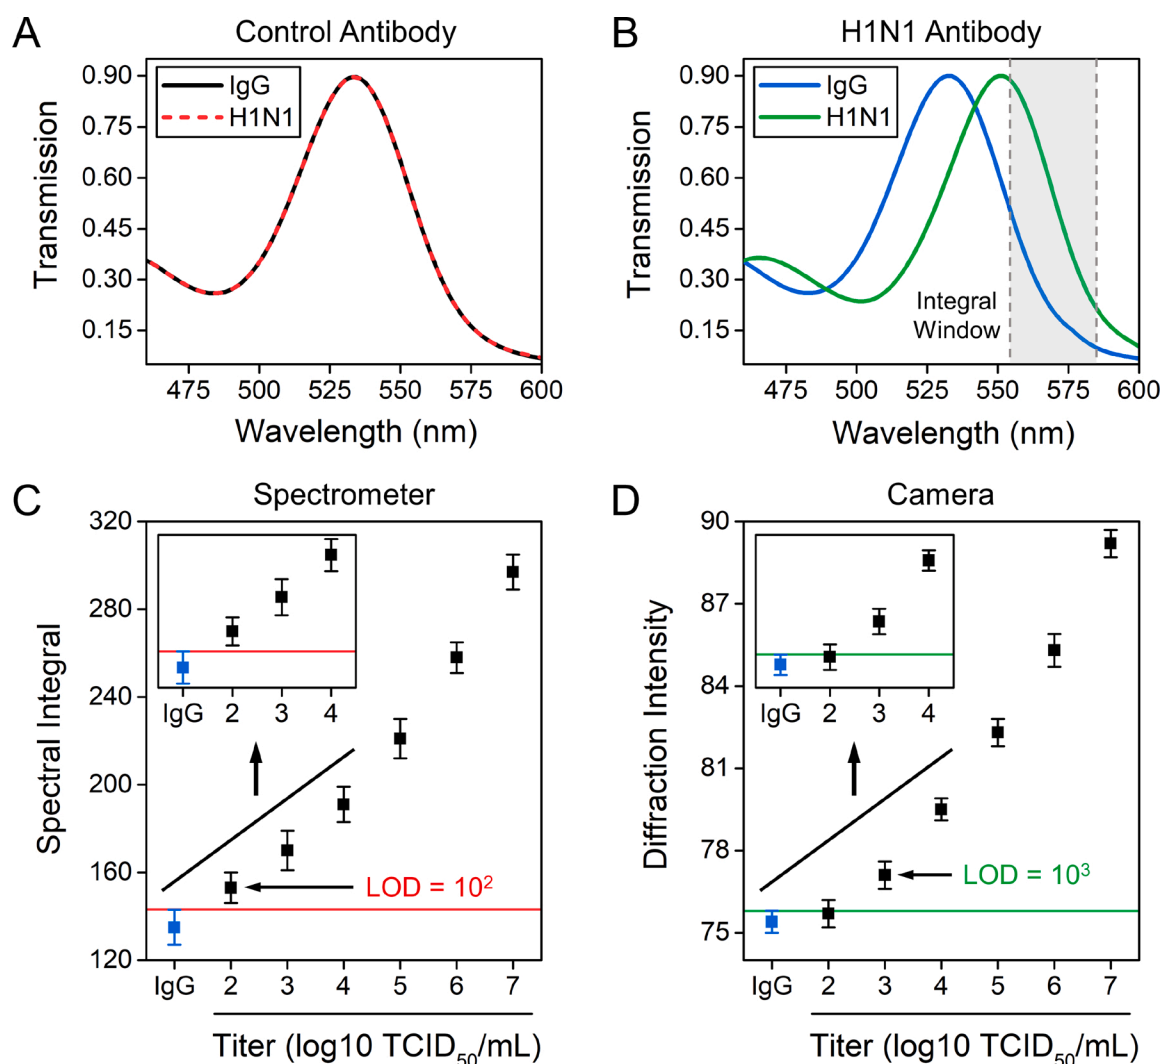 A
Control Antibody
IgG
H1N1
Transmission
0.90
0.75
0.60
0.45
0.30
0.15
475 500 525 550 575 600
Wavelength (nm)
B
H1N1 Antibody
IgG
H1N1
Integral
Window
Transmission
0.90
0.75
0.60
0.45
0.30
0.15
475 500 525 550 575 600
Wavelength (nm)
C
Spectrometer
Spectral Integral
320
280
240
200
160
120
IgG 2 3 4
LOD = 10²
IgG 2 3 4 5 6 7
Titer (log10 TCID₅₀/mL)
D
Camera
Diffraction Intensity
90
87
84
81
78
75
IgG 2 3 4
LOD = 10³
IgG 2 3 4 5 6 7
Titer (log10 TCID₅₀/mL)